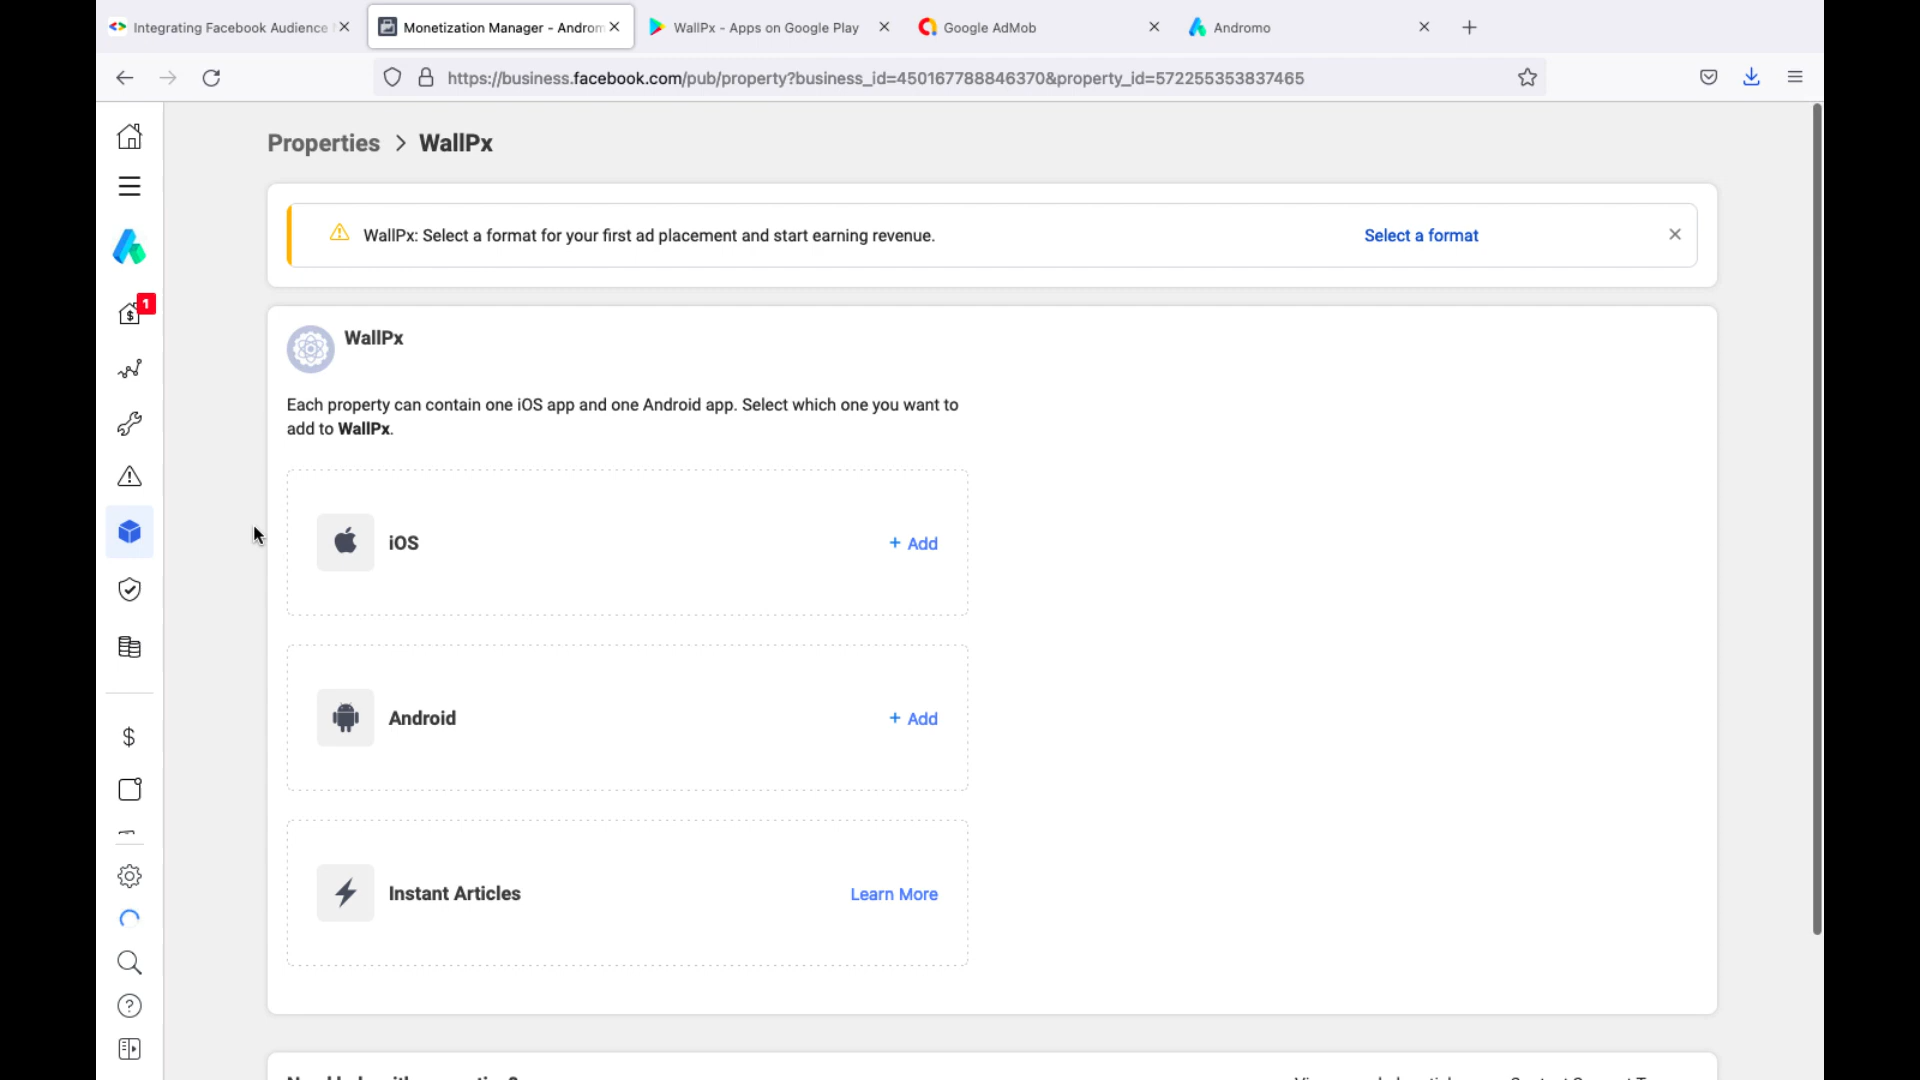 Integrating Facebook Audience
Monetization Manager - Androm
WallPx - Apps on Google Play
Google AdMob
Andromo
https://business.facebook.com/pub/property?business_id=450167788846370&property_id=572255353837465
Properties > WallPx
WallPx: Select a format for your first ad placement and start earning revenue.
Select a format
1
WallPx
Each property can contain one iOS app and one Android app. Select which one you want to
add to WallPx.
iOS
+ Add
Android
+ Add
Instant Articles
Learn More